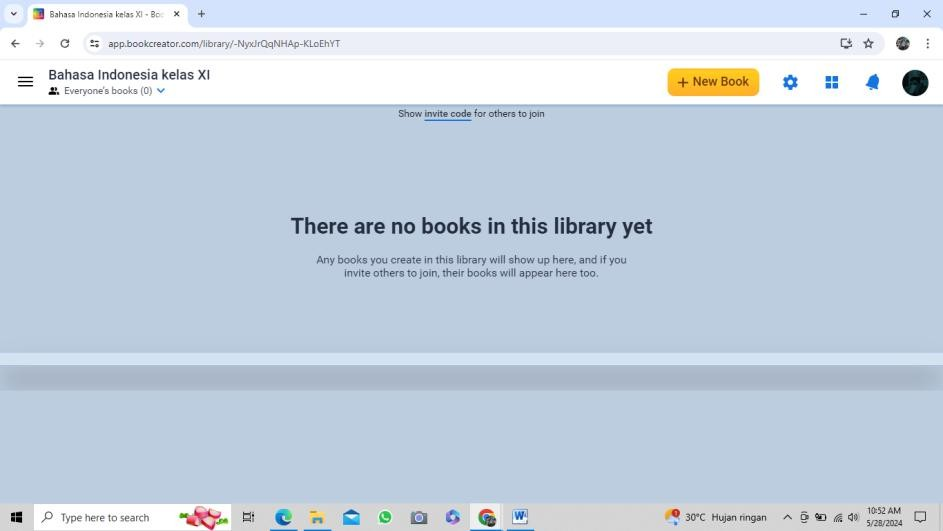 Bahasa Indonesia kelas XI - Boo
app.bookcreator.com/library/-NyxJrQqNHAp-KLoEhYT
Bahasa Indonesia kelas XI
Everyone's books (0)
+ New Book
Show invite code for others to join
There are no books in this library yet
Any books you create in this library will show up here, and if you
invite others to join, their books will appear here too.
Type here to search
30°C Hujan ringan
10:52 AM
5/28/2024